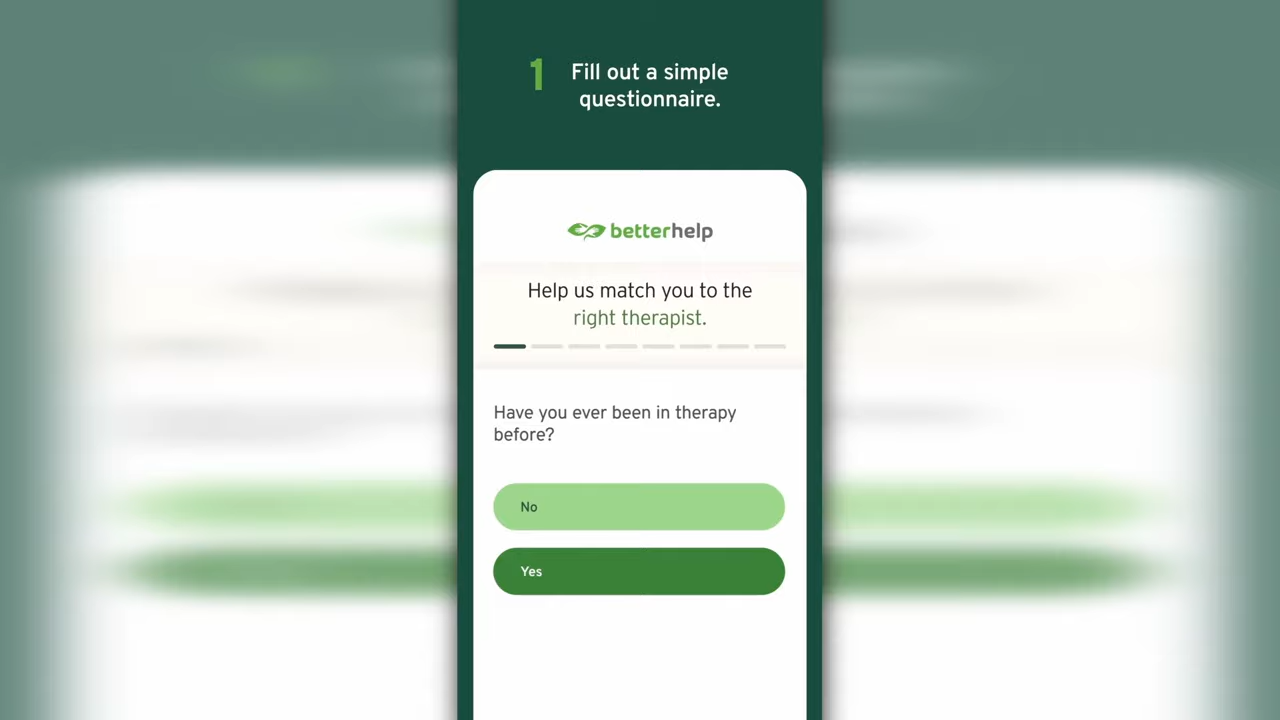 1 Fill out a simple
questionnaire.
betterhelp
Help us match you to the
right therapist.
Have you ever been in therapy
before?
No
Yes